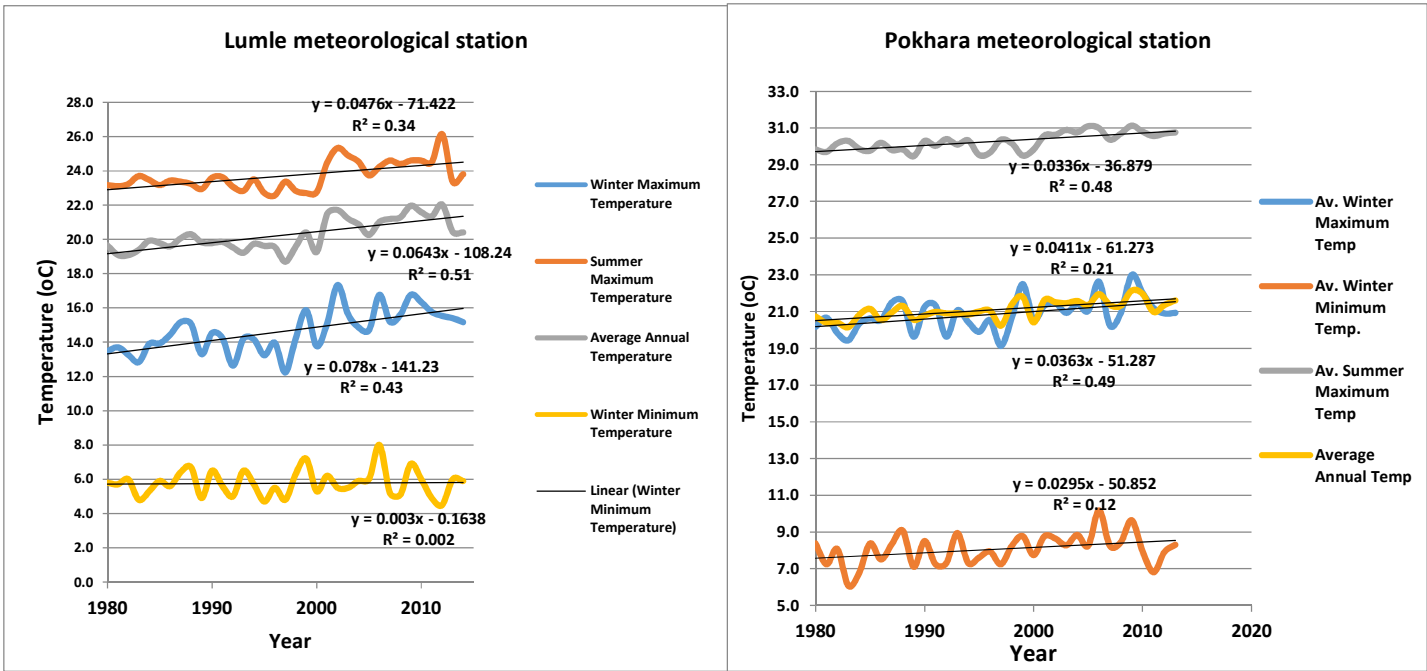 Lumle meteorological station
Temperature (oC)
28.0
26.0
24.0
22.0
20.0
18.0
16.0
14.0
12.0
10.0
8.0
6.0
4.0
2.0
0.0
y = 0.0476x - 71.422
R² = 0.34
y = 0.0643x - 108.24
R² = 0.51
y = 0.078x - 141.23
R² = 0.43
y = 0.003x - 0.1638
R² = 0.002
1980
1990
2000
2010
Year
Winter Maximum
Temperature
Summer
Maximum
Temperature
Average Annual
Temperature
Winter Minimum
Temperature
Linear (Winter
Minimum
Temperature)
Pokhara meteorological station
Temperature (oC)
33.0
31.0
29.0
27.0
25.0
23.0
21.0
19.0
17.0
15.0
13.0
11.0
9.0
7.0
5.0
y = 0.0336x - 36.879
R² = 0.48
y = 0.0411x - 61.273
R² = 0.21
y = 0.0363x - 51.287
R² = 0.49
y = 0.0295x - 50.852
R² = 0.12
1980
1990
2000
2010
2020
Year
Av. Winter
Maximum
Temp
Av. Winter
Minimum
Temp.
Av. Summer
Maximum
Temp
Average
Annual Temp